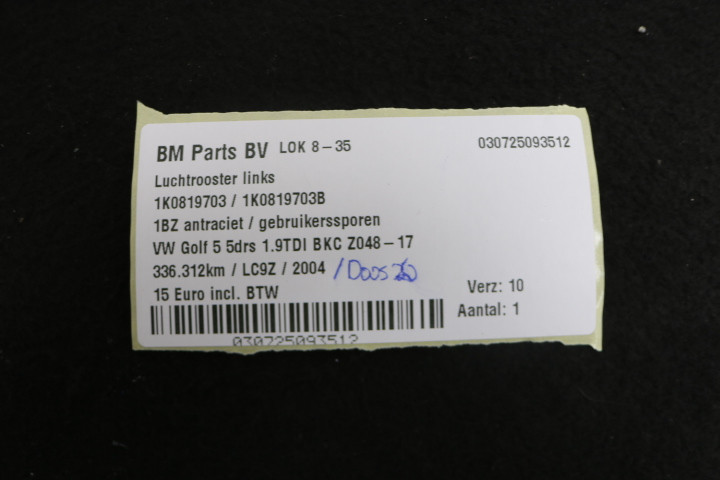 BM Parts BV LOK 8-35 030725093512
Luchtrooster links
1K0819703 / 1K0819703B
1BZ antraciet / gebruikerssporen
VW Golf 5 5drs 1.9TDI BKC Z048-17
336.312km / LC9Z / 2004 /Doos
15 Euro incl. BTW Verz: 10
Aantal: 1
030725093512